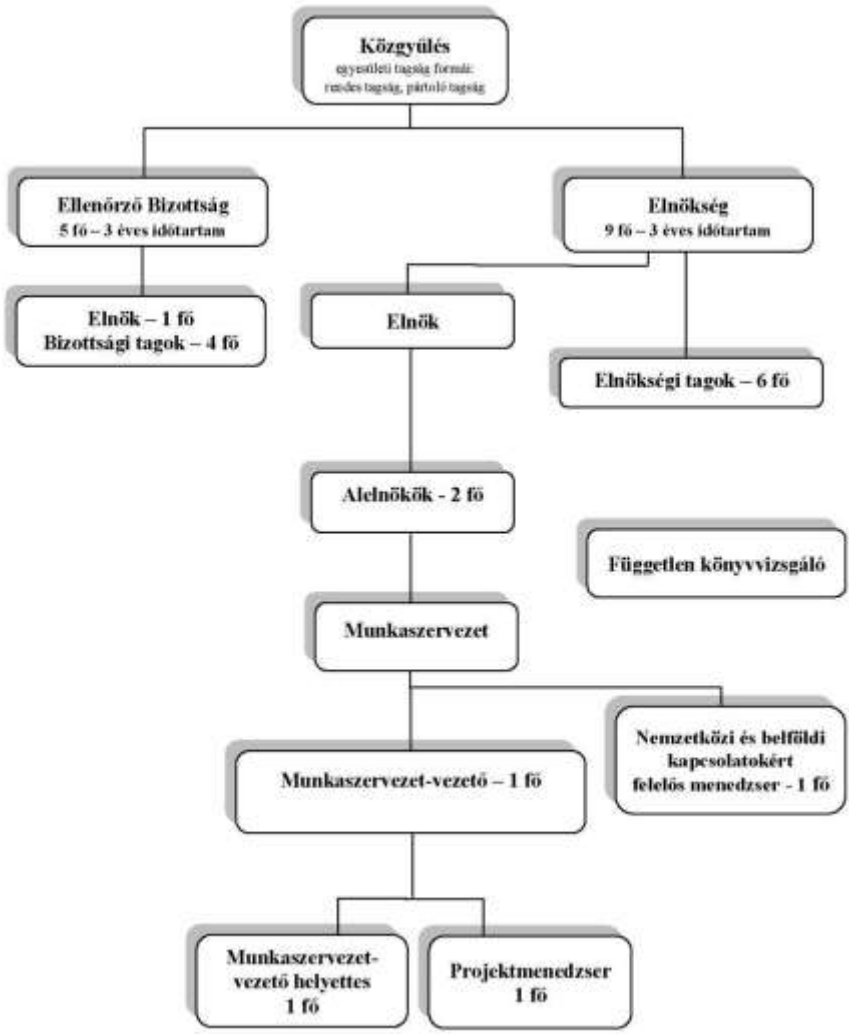 Közgyűlés
egyesületi tagság formái:
rendes tagság, pártoló tagság
Ellenőrző Bizottság
5 fő – 3 éves időtartam
Elnökség
9 fő – 3 éves időtartam
Elnök – 1 fő
Bizottsági tagok – 4 fő
Elnök
Elnökségi tagok – 6 fő
Alelnökök - 2 fő
Független könyvvizsgáló
Munkaszervezet
Nemzetközi és belföldi
kapcsolatokért
felelős menedzser - 1 fő
Munkaszervezet-vezető – 1 fő
Munkaszervezet-
vezető helyettes
1 fő
Projektmenedzser
1 fő